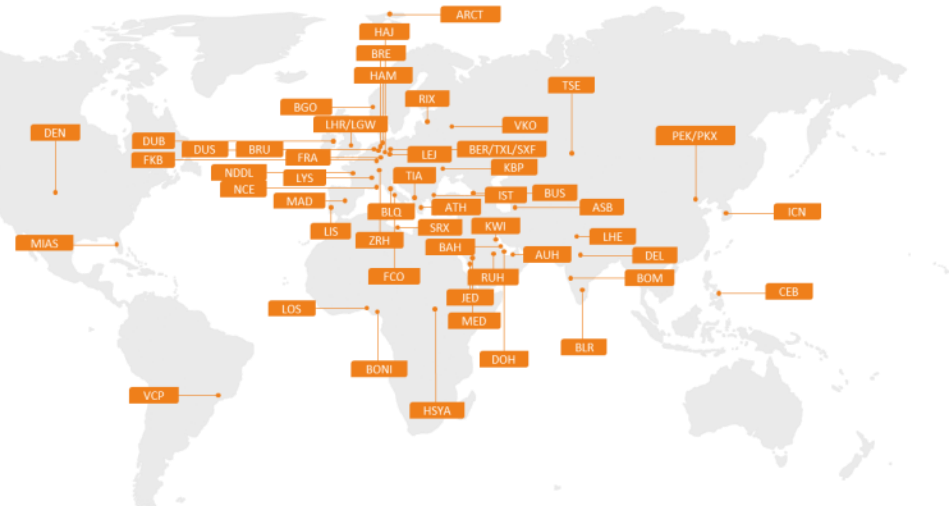 ARCT
HAJ
BRE
HAM
TSE
RIX
BGO
LHR/LGW
VKO
DEN
PEK/PKX
DUB
DUS
BRU
BER/TXL/SXF
LEJ
FKB
FRA
KBP
NDDL
LYS
TIA
NCE
IST
BUS
MAD
ATH
ASB
BLQ
ICN
LIS
SRX
KWI
ZRH
LHE
MIAS
BAH
AUH
DEL
FCO
RUH
BOM
JED
CEB
LOS
MED
BLR
DOH
BONI
VCP
HSYA